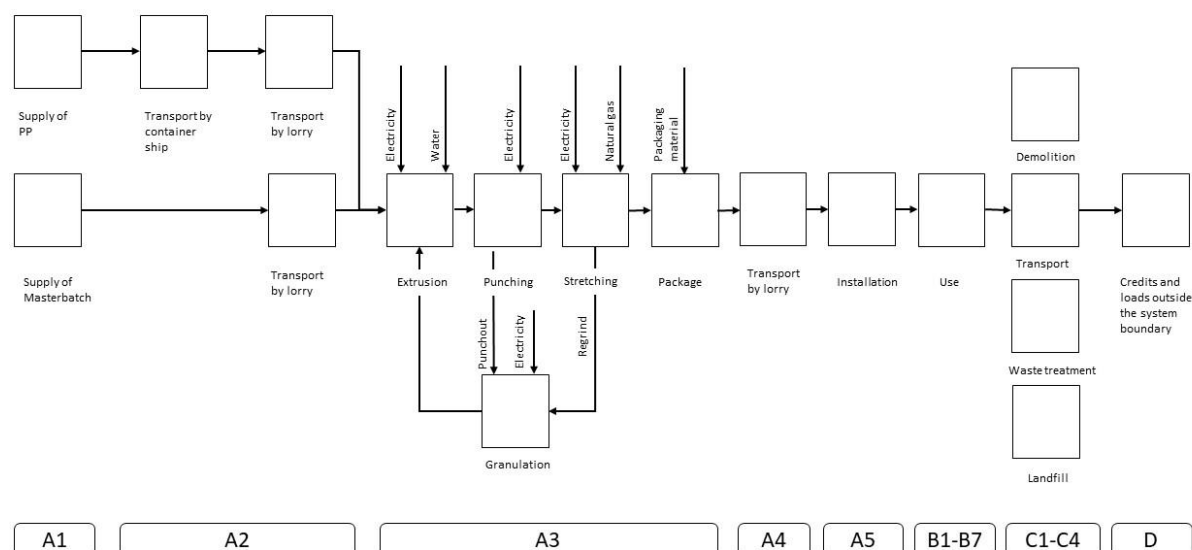 Supply of
PP
Transport by
container
ship
Transport
by lorry
Electricity
Water
Electricity
Electricity
Natural gas
Packaging
material
Demolition
Supply of
Masterbatch
Transport
by lorry
Extrusion
Punching
Stretching
Package
Transport
by lorry
Installation
Use
Transport
Credits and
loads outside
the system
boundary
Punchout
Electricity
Regrind
Waste treatment
Granulation
Landfill
A1
A2
A3
A4
A5
B1-B7
C1-C4
D